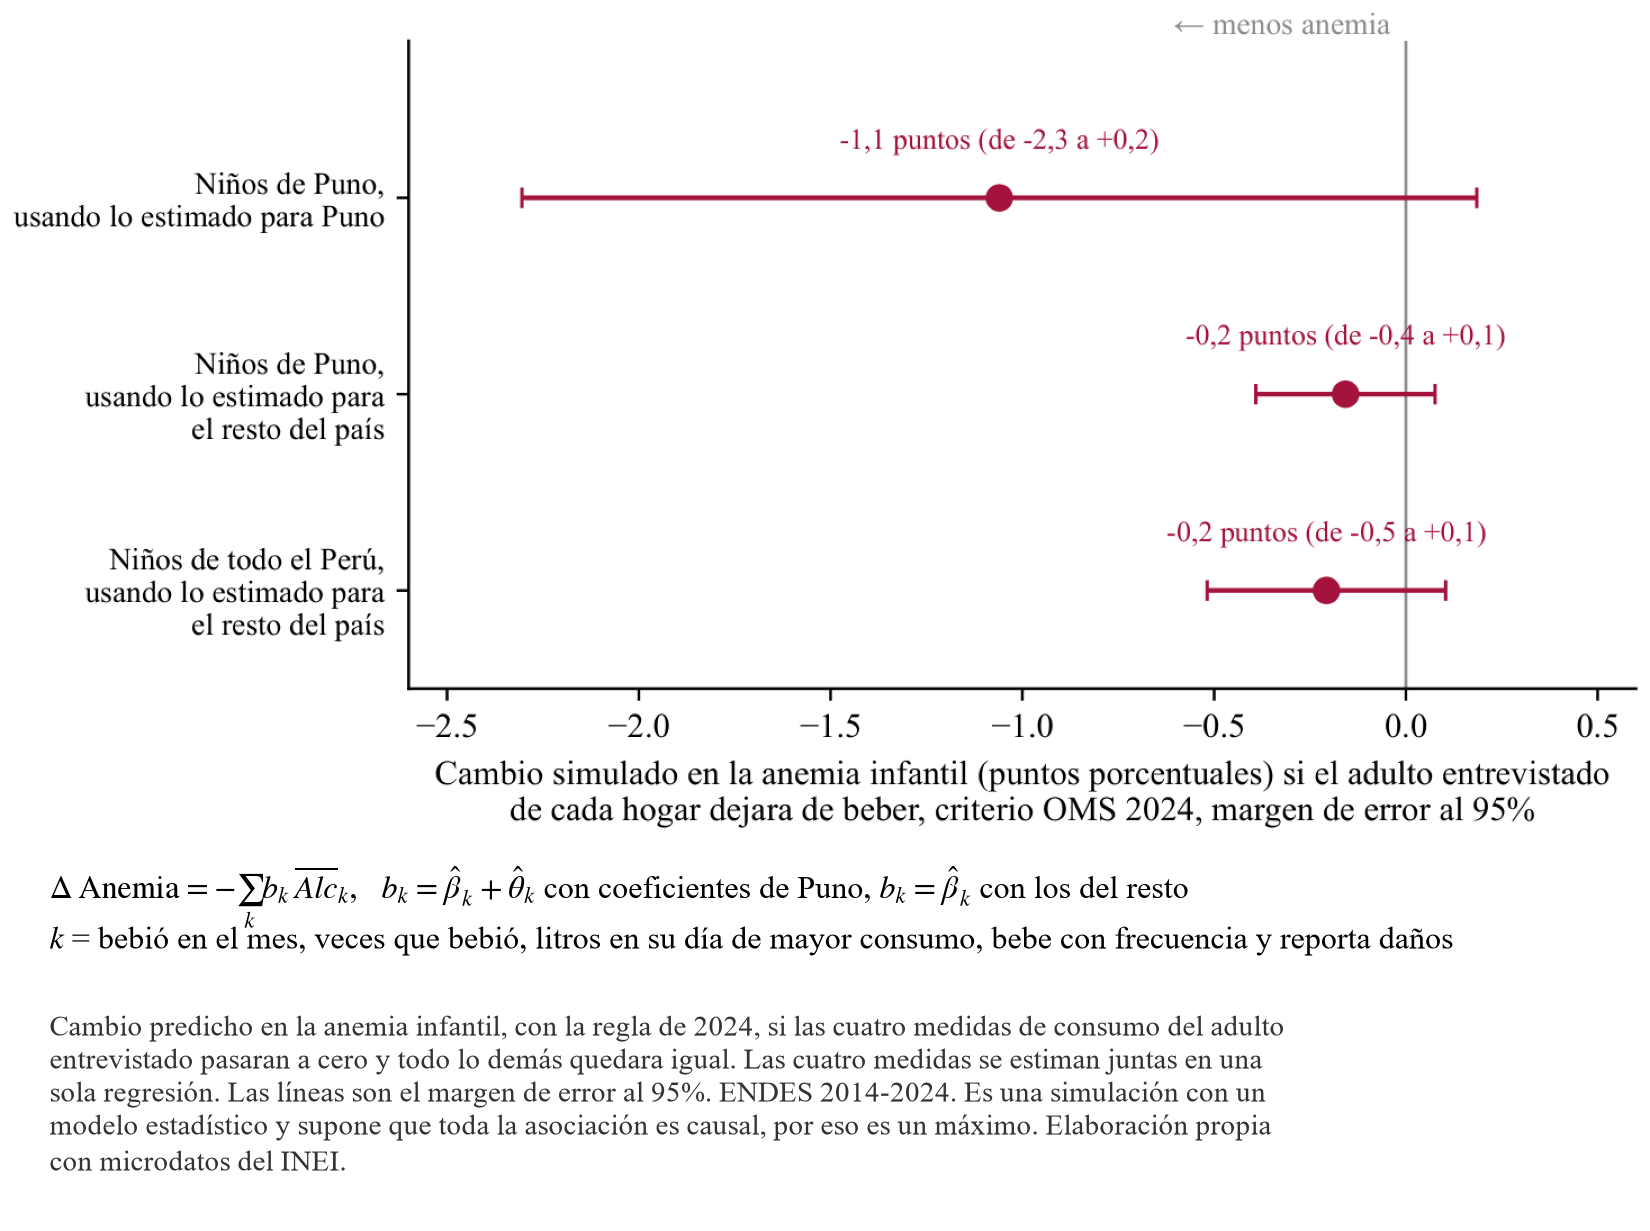 ← menos anemia
-1,1 puntos (de -2,3 a +0,2)
Niños de Puno,
usando lo estimado para Puno
-0,2 puntos (de -0,4 a +0,1)
Niños de Puno,
usando lo estimado para
el resto del país
-0,2 puntos (de -0,5 a +0,1)
Niños de todo el Perú,
usando lo estimado para
el resto del país
−2.5 −2.0 −1.5 −1.0 −0.5 0.0 0.5
Cambio simulado en la anemia infantil (puntos porcentuales) si el adulto entrevistado
de cada hogar dejara de beber, criterio OMS 2024, margen de error al 95%
Δ Anemia = −∑_k b_k \overline{Alc}_k, b_k = β̂_k + θ̂_k con coeficientes de Puno, b_k = β̂_k con los del resto
k = bebió en el mes, veces que bebió, litros en su día de mayor consumo, bebe con frecuencia y reporta daños
Cambio predicho en la anemia infantil, con la regla de 2024, si las cuatro medidas de consumo del adulto
entrevistado pasaran a cero y todo lo demás quedara igual. Las cuatro medidas se estiman juntas en una
sola regresión. Las líneas son el margen de error al 95%. ENDES 2014-2024. Es una simulación con un
modelo estadístico y supone que toda la asociación es causal, por eso es un máximo. Elaboración propia
con microdatos del INEI.